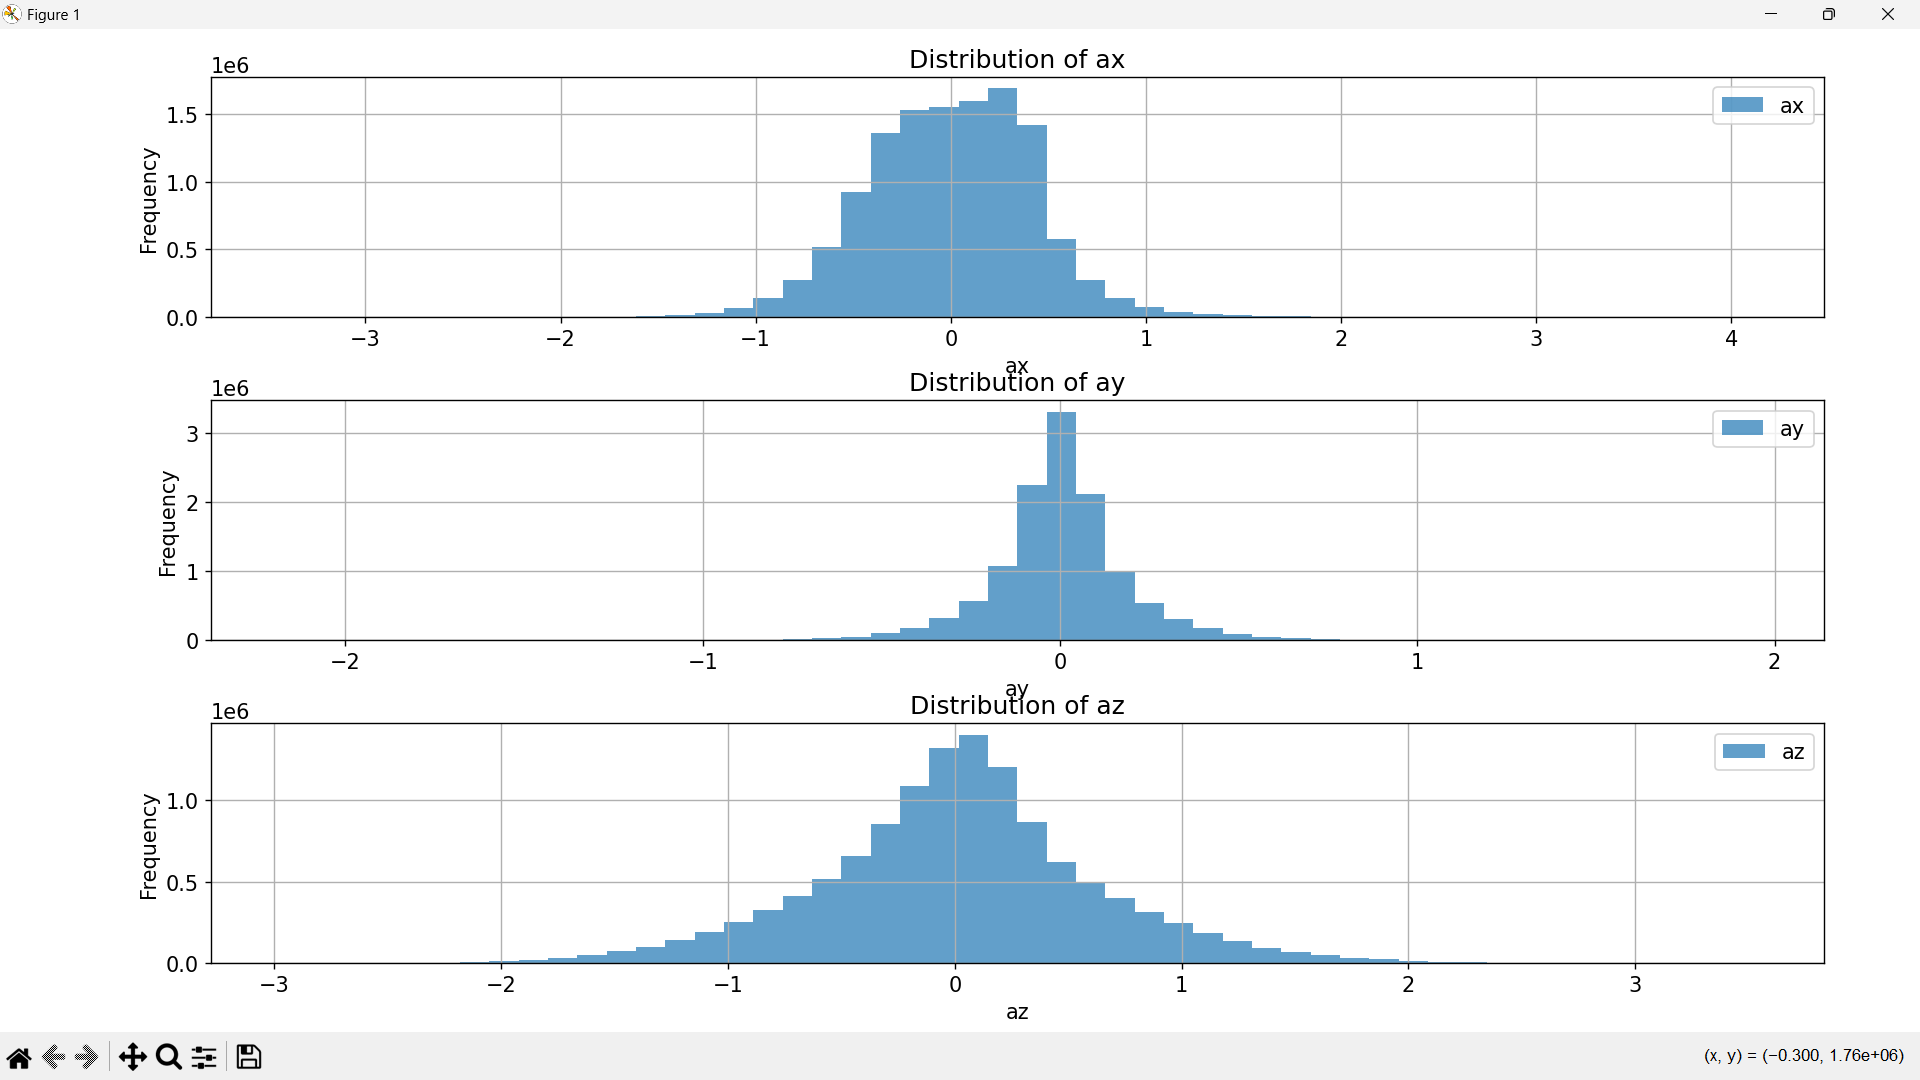 Figure 1
Distribution of ax
1e6
ax
Frequency
1.5
1.0
0.5
0.0
−3 −2 −1 0 1 2 3 4
ax
Distribution of ay
1e6
ay
Frequency
3
2
1
0
−2 −1 0 1 2
ay
Distribution of az
1e6
az
Frequency
1.0
0.5
0.0
−3 −2 −1 0 1 2 3
az
(x, y) = (−0.300, 1.76e+06)